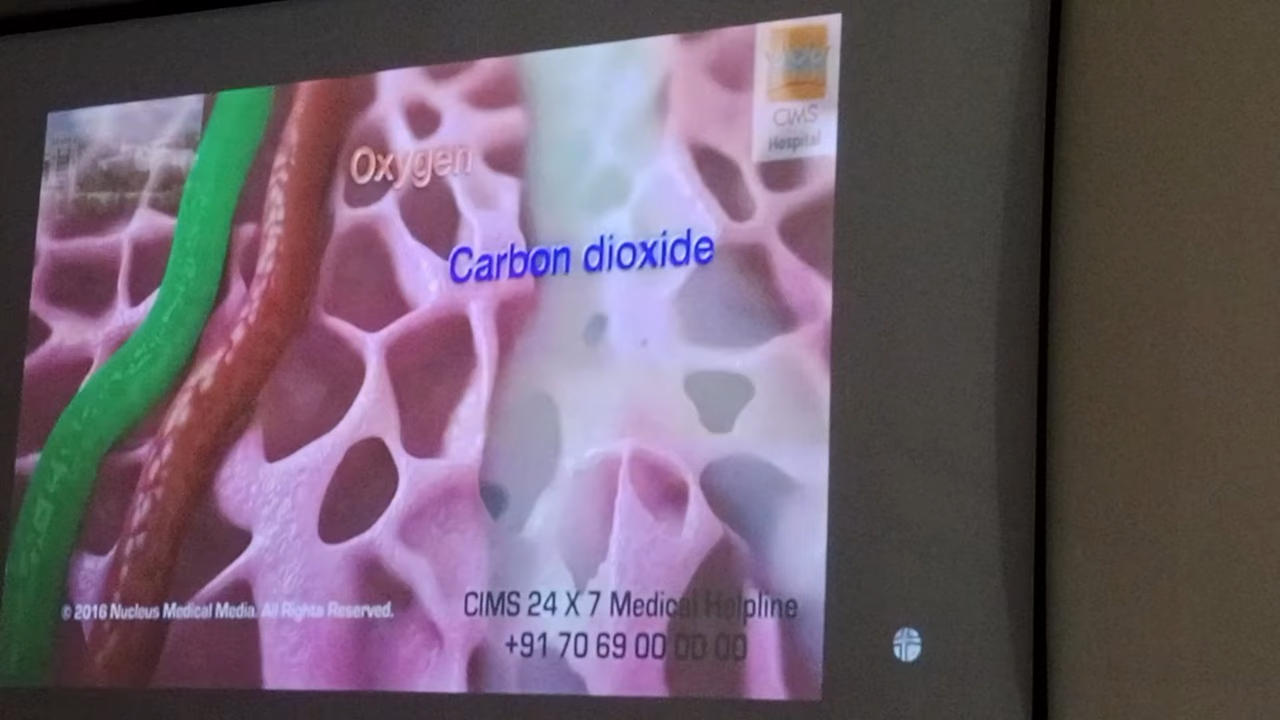 Oxygen
Carbon dioxide
CIMS
Hospital
© 2016 Nucleus Medical Media. All Rights Reserved.
CIMS 24 X 7 Medical Helpline
+91 70 69 00 00 00